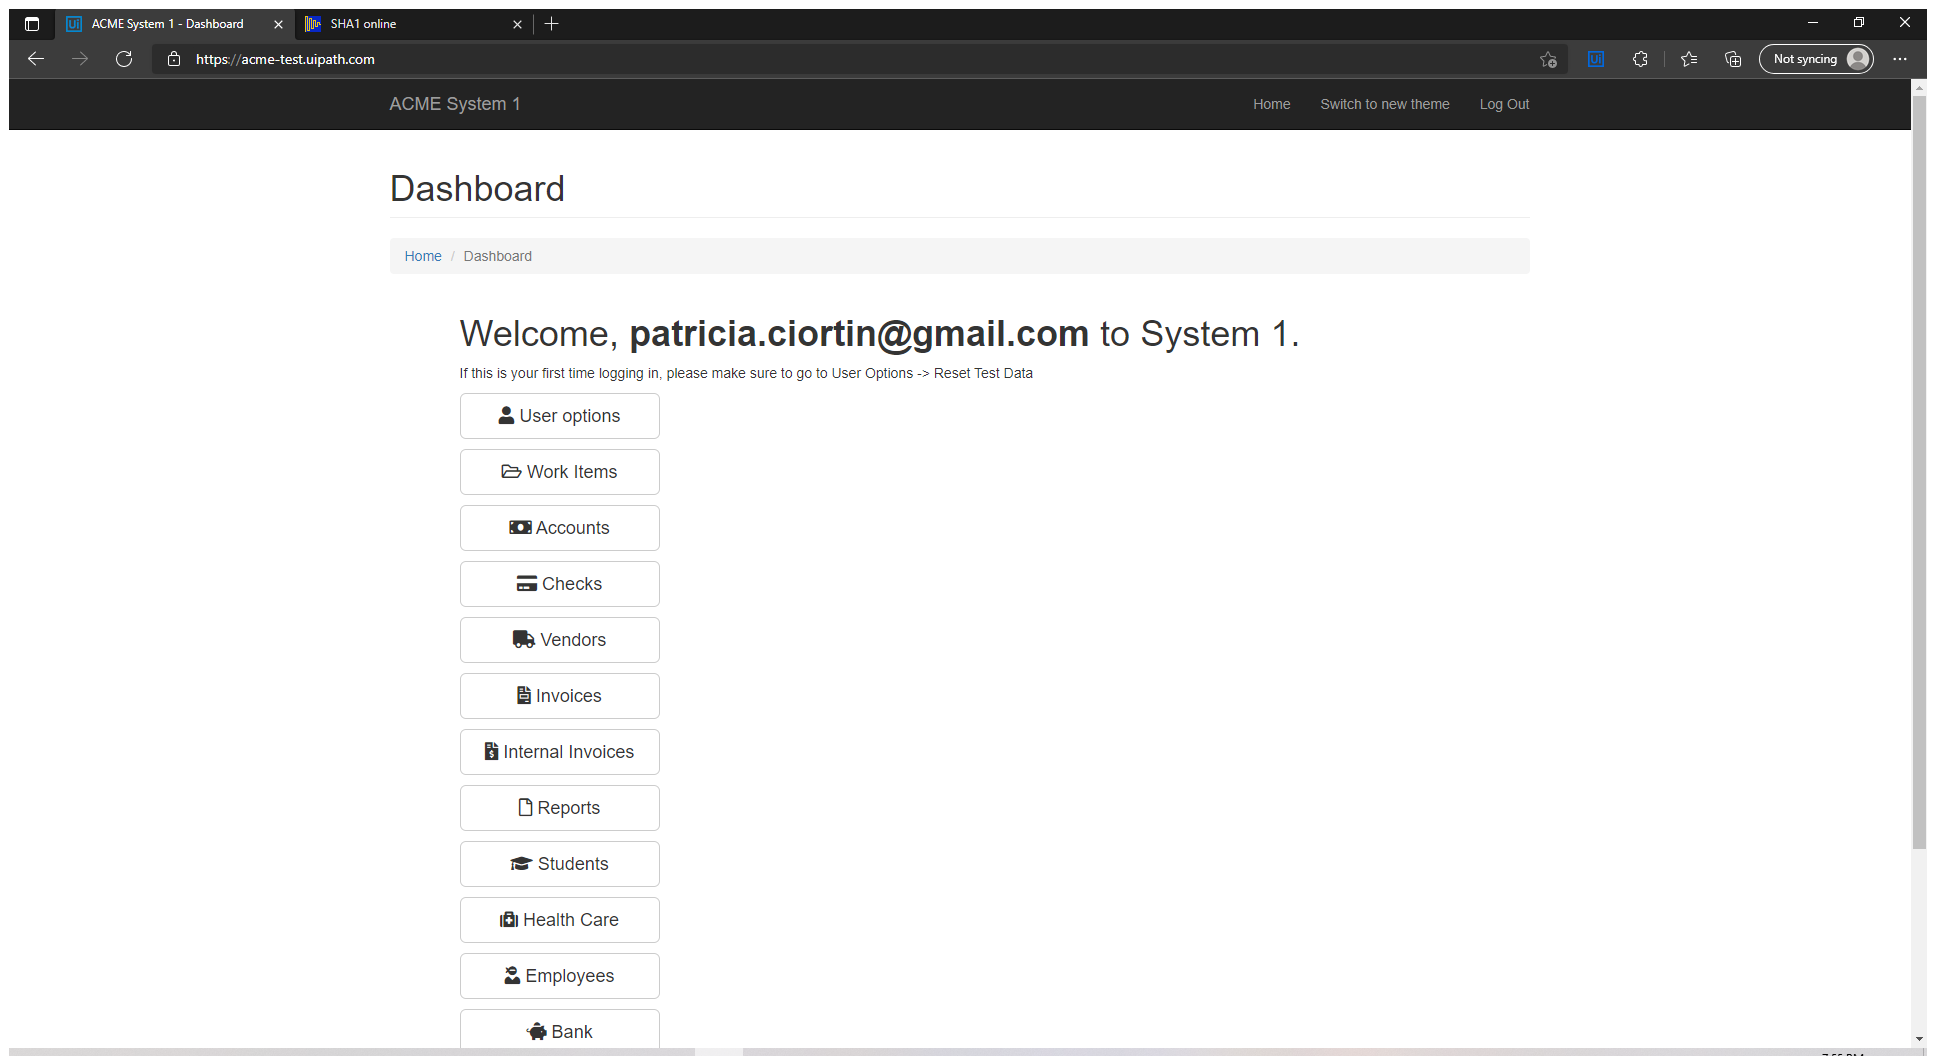 ACME System 1 - Dashboard
SHA1 online
https://acme-test.uipath.com
Ui
Not syncing
ACME System 1
Home
Switch to new theme
Log Out
Dashboard
Home / Dashboard
Welcome, patricia.ciortin@gmail.com to System 1.
If this is your first time logging in, please make sure to go to User Options -> Reset Test Data
User options
Work Items
Accounts
Checks
Vendors
Invoices
Internal Invoices
Reports
Students
Health Care
Employees
Bank